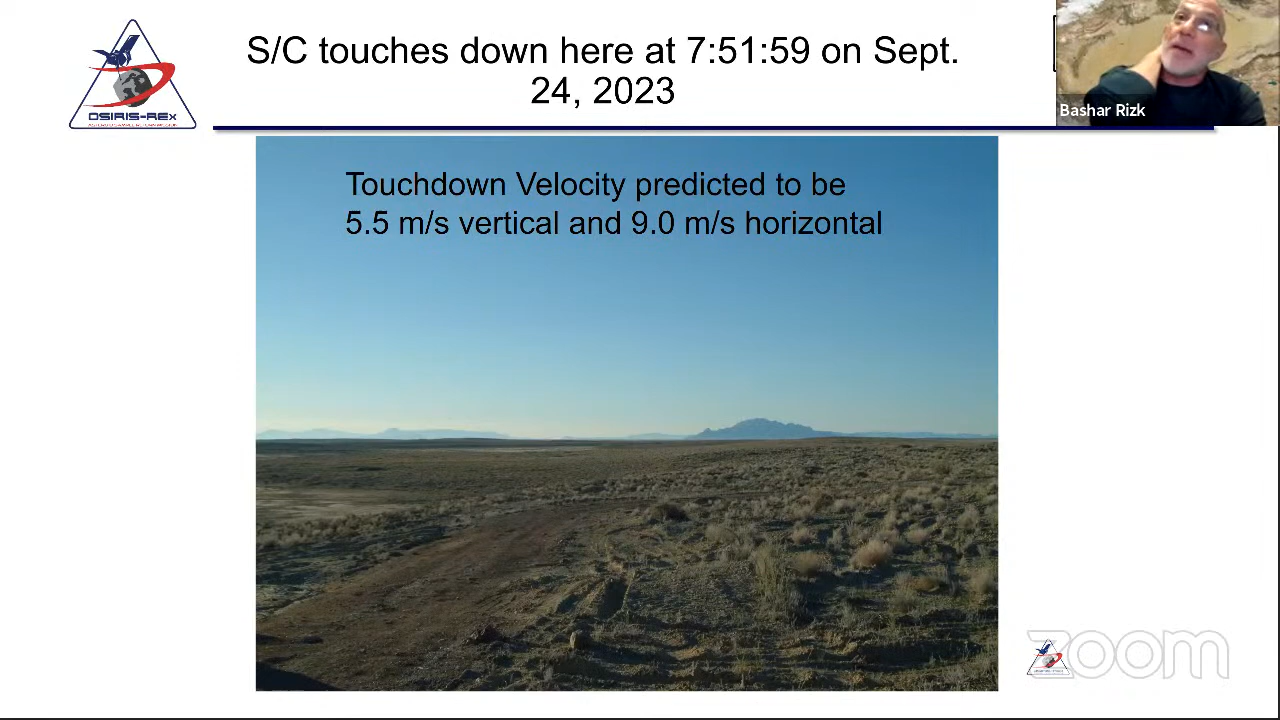 S/C touches down here at 7:51:59 on Sept.
24, 2023
OSIRIS-REx
Bashar Rizk
Touchdown Velocity predicted to be
5.5 m/s vertical and 9.0 m/s horizontal
zoom